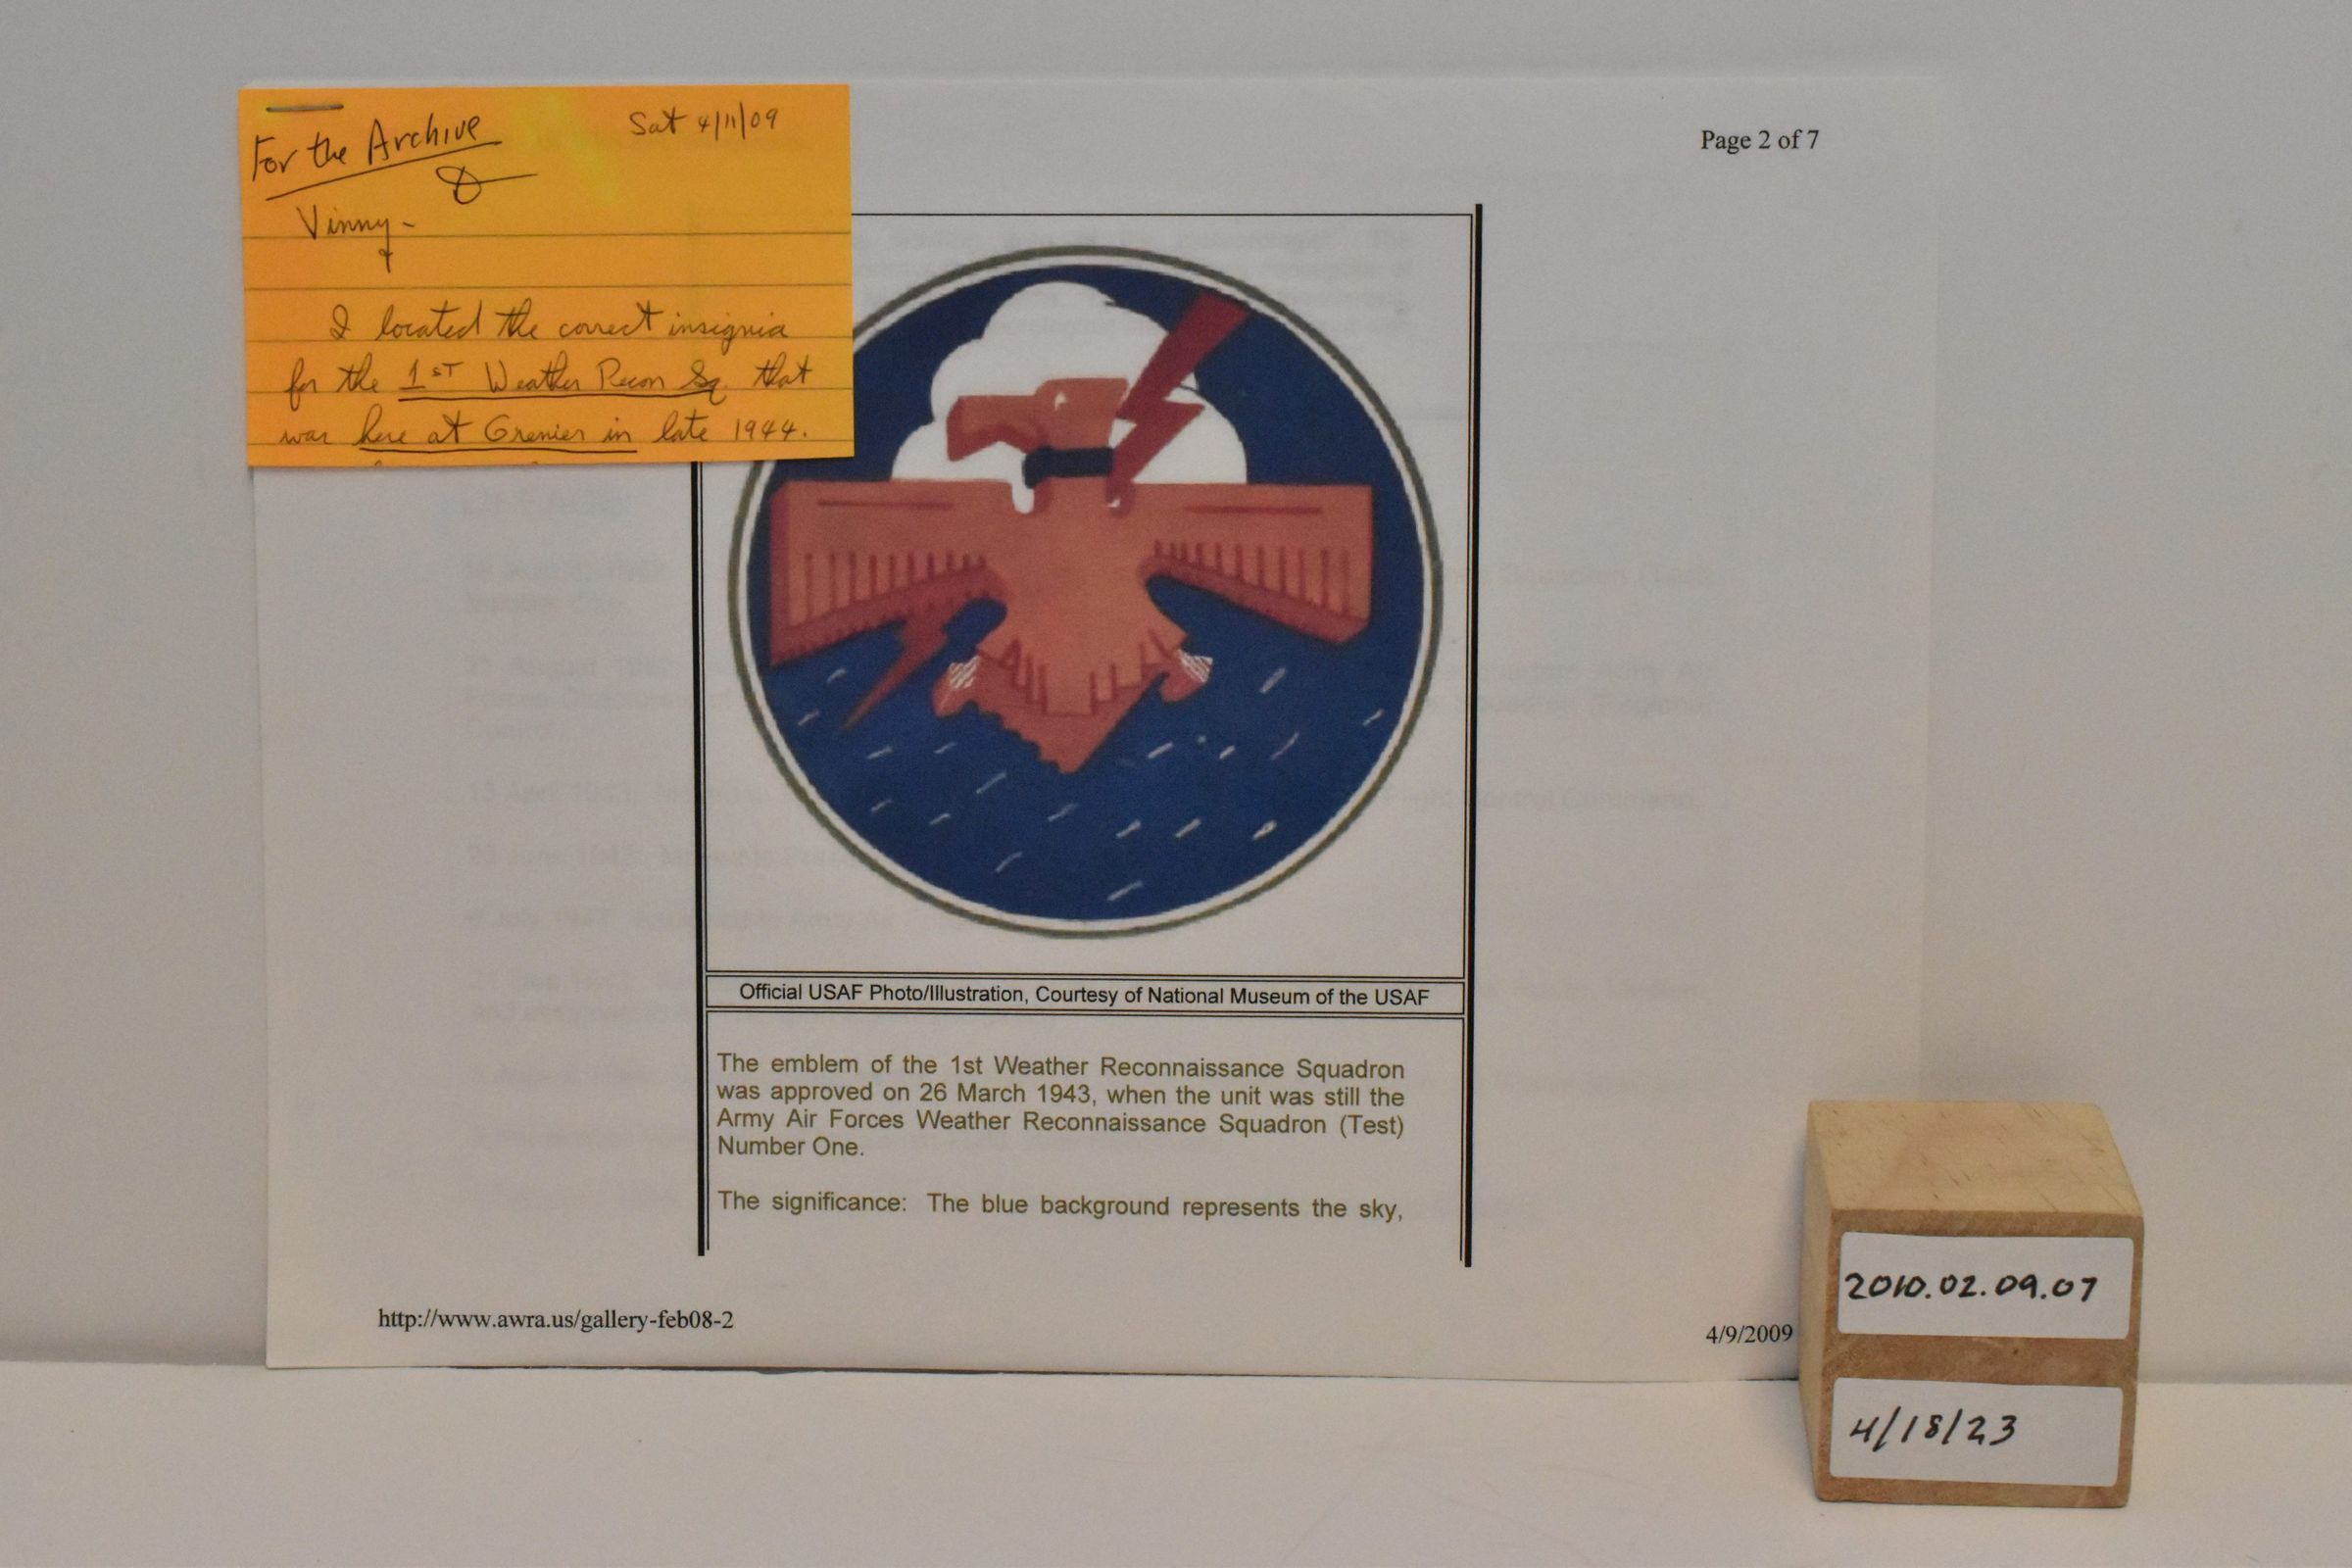 For the Archive
Sat 4/11/09
Vinny-
I located the correct insignia
for the 1ST Weather Recon Sq. that
was here at Grenier in late 1944.
Page 2 of 7
Official USAF Photo/Illustration, Courtesy of National Museum of the USAF
The emblem of the 1st Weather Reconnaissance Squadron
was approved on 26 March 1943, when the unit was still the
Army Air Forces Weather Reconnaissance Squadron (Test)
Number One.
The significance: The blue background represents the sky,
http://www.awra.us/gallery-feb08-2
4/9/2009
2010.02.09.07
4/18/23